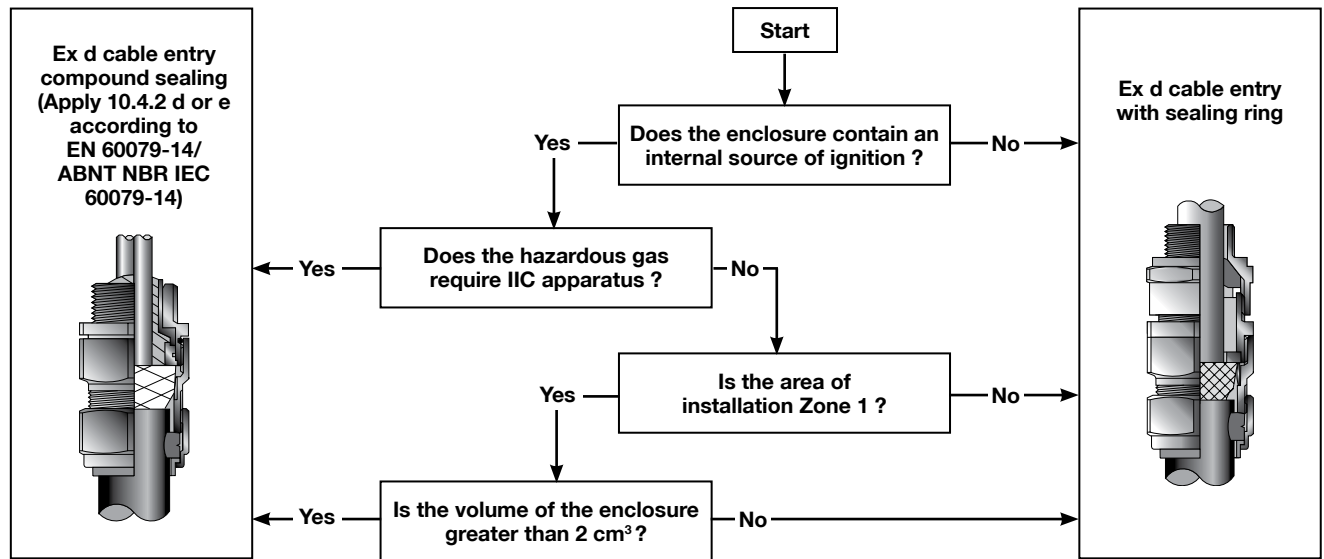 Start
Ex d cable entry
compound sealing
(Apply 10.4.2 d or e
according to
EN 60079-14/
ABNT NBR IEC
60079-14)
Yes
Does the enclosure contain an
internal source of ignition ?
No
Ex d cable entry
with sealing ring
Yes
Does the hazardous gas
require IIC apparatus ?
No
Yes
Is the area of
installation Zone 1 ?
No
Yes
Is the volume of the enclosure
greater than 2 cm³ ?
No